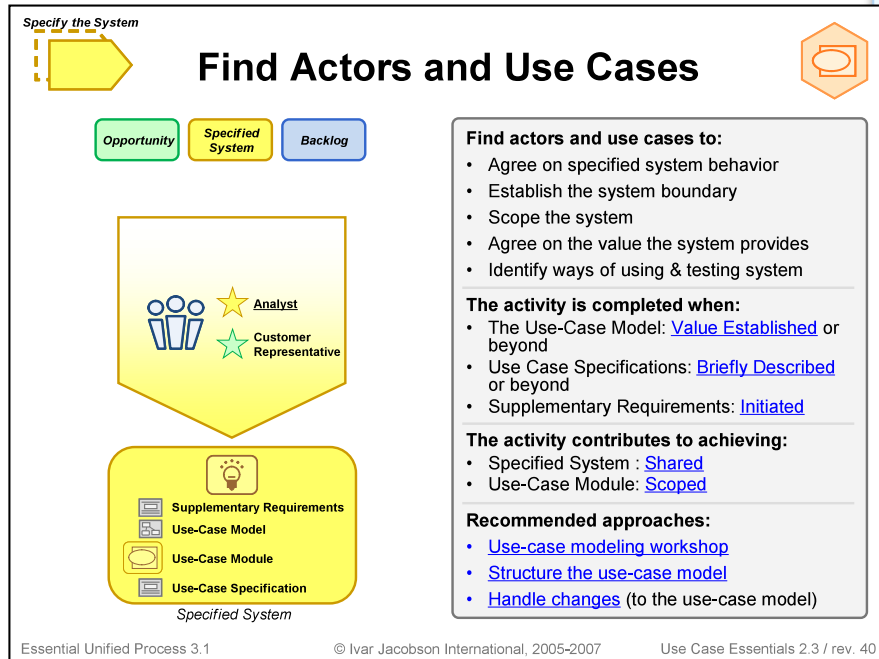 Specify the System
Find Actors and Use Cases
Opportunity
Specified
System
Backlog
Analyst
Customer
Representative
Supplementary Requirements
Use-Case Model
Use-Case Module
Use-Case Specification
Specified System
Find actors and use cases to:
• Agree on specified system behavior
• Establish the system boundary
• Scope the system
• Agree on the value the system provides
• Identify ways of using & testing system
The activity is completed when:
• The Use-Case Model: Value Established or
beyond
• Use Case Specifications: Briefly Described
or beyond
• Supplementary Requirements: Initiated
The activity contributes to achieving:
• Specified System : Shared
• Use-Case Module: Scoped
Recommended approaches:
• Use-case modeling workshop
• Structure the use-case model
• Handle changes (to the use-case model)
Essential Unified Process 3.1
© Ivar Jacobson International, 2005-2007
Use Case Essentials 2.3 / rev. 40